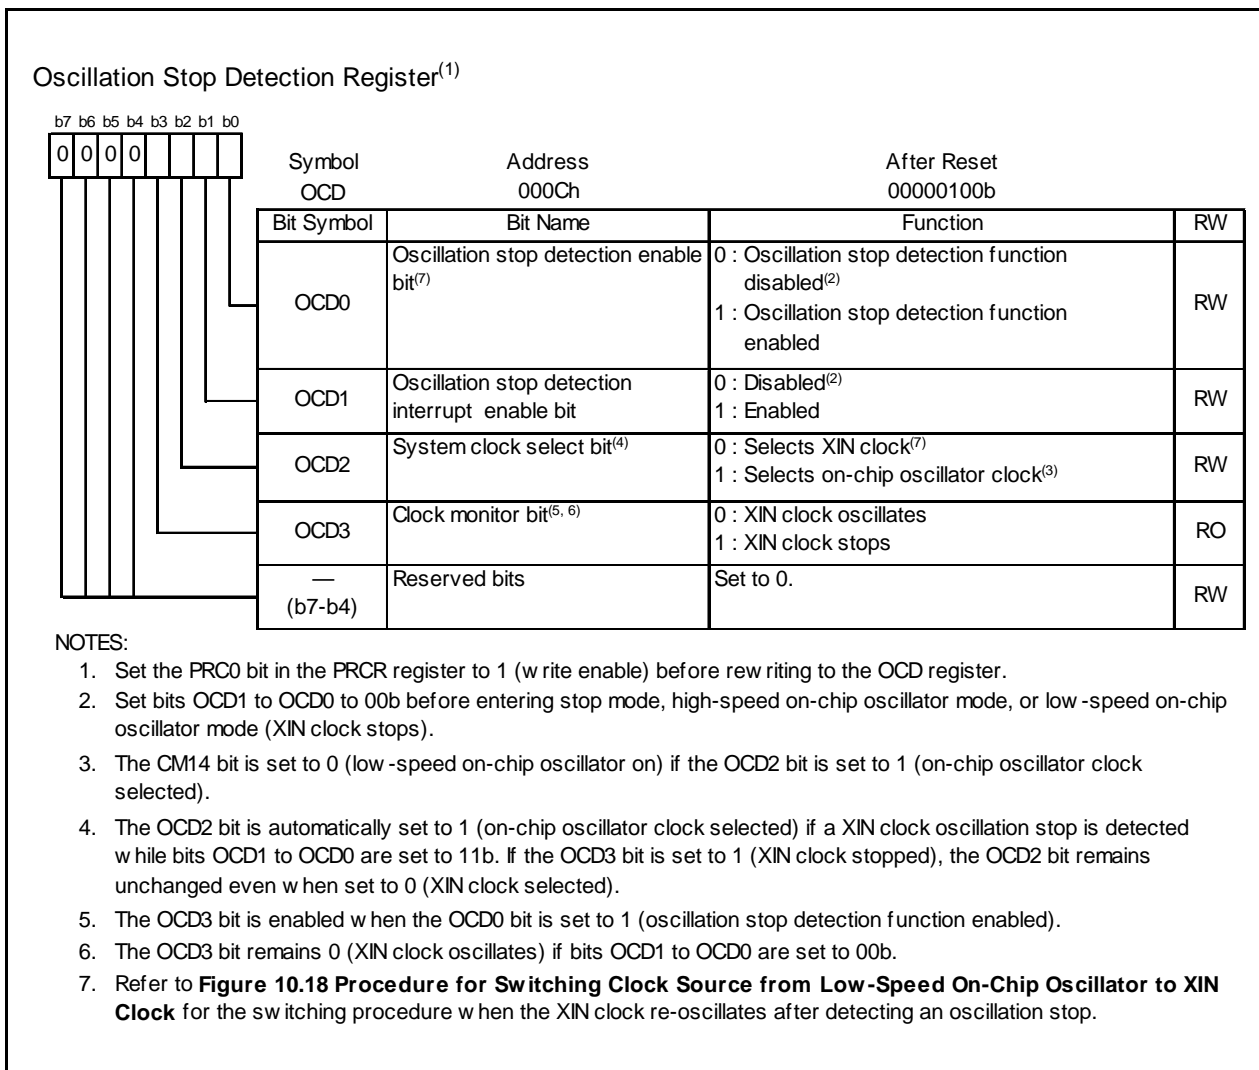 Oscillation Stop Detection Register(1)
b7 b6 b5 b4 b3 b2 b1 b0
0 0 0 0
Symbol Address After Reset
OCD 000Ch 00000100b
Bit Symbol Bit Name Function RW
OCD0 Oscillation stop detection enable bit(7) 0 : Oscillation stop detection function disabled(2) RW
1 : Oscillation stop detection function enabled
OCD1 Oscillation stop detection interrupt enable bit 0 : Disabled(2) RW
1 : Enabled
OCD2 System clock select bit(4) 0 : Selects XIN clock(7) RW
1 : Selects on-chip oscillator clock(3)
OCD3 Clock monitor bit(5, 6) 0 : XIN clock oscillates RO
1 : XIN clock stops
— (b7-b4) Reserved bits Set to 0. RW
NOTES:
1. Set the PRC0 bit in the PRCR register to 1 (write enable) before rewriting to the OCD register.
2. Set bits OCD1 to OCD0 to 00b before entering stop mode, high-speed on-chip oscillator mode, or low-speed on-chip
oscillator mode (XIN clock stops).
3. The CM14 bit is set to 0 (low-speed on-chip oscillator on) if the OCD2 bit is set to 1 (on-chip oscillator clock
selected).
4. The OCD2 bit is automatically set to 1 (on-chip oscillator clock selected) if a XIN clock oscillation stop is detected
while bits OCD1 to OCD0 are set to 11b. If the OCD3 bit is set to 1 (XIN clock stopped), the OCD2 bit remains
unchanged even when set to 0 (XIN clock selected).
5. The OCD3 bit is enabled when the OCD0 bit is set to 1 (oscillation stop detection function enabled).
6. The OCD3 bit remains 0 (XIN clock oscillates) if bits OCD1 to OCD0 are set to 00b.
7. Refer to Figure 10.18 Procedure for Switching Clock Source from Low-Speed On-Chip Oscillator to XIN
Clock for the switching procedure when the XIN clock re-oscillates after detecting an oscillation stop.